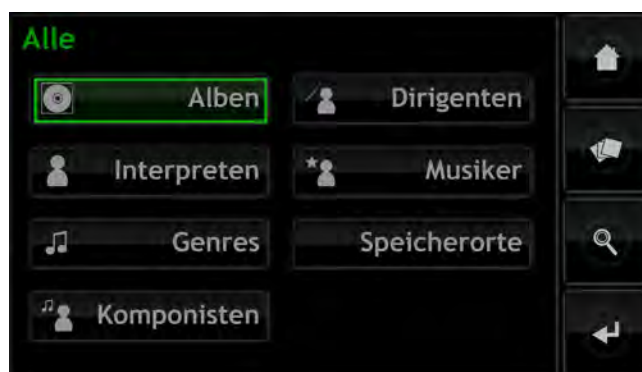 Alle
Alben
Dirigenten
Interpreten
Musiker
Genres
Speicherorte
Komponisten